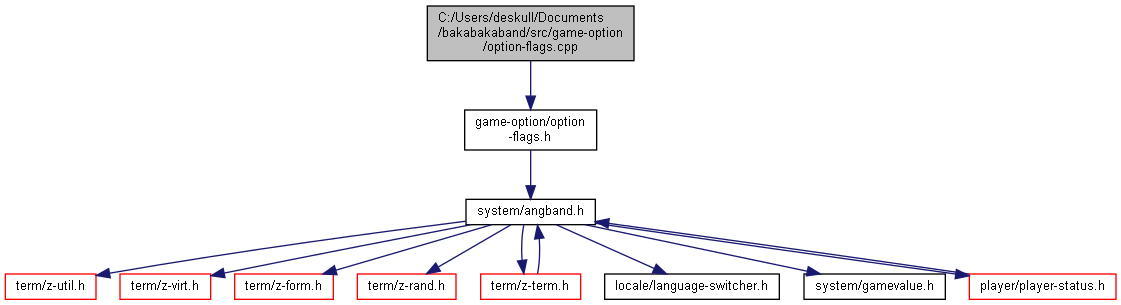 C:/Users/deskull/Documents
/bakabakaband/src/game-option
/option-flags.cpp
game-option/option
-flags.h
system/angband.h
term/z-util.h
term/z-virt.h
term/z-form.h
term/z-rand.h
term/z-term.h
locale/language-switcher.h
system/gamevalue.h
player/player-status.h